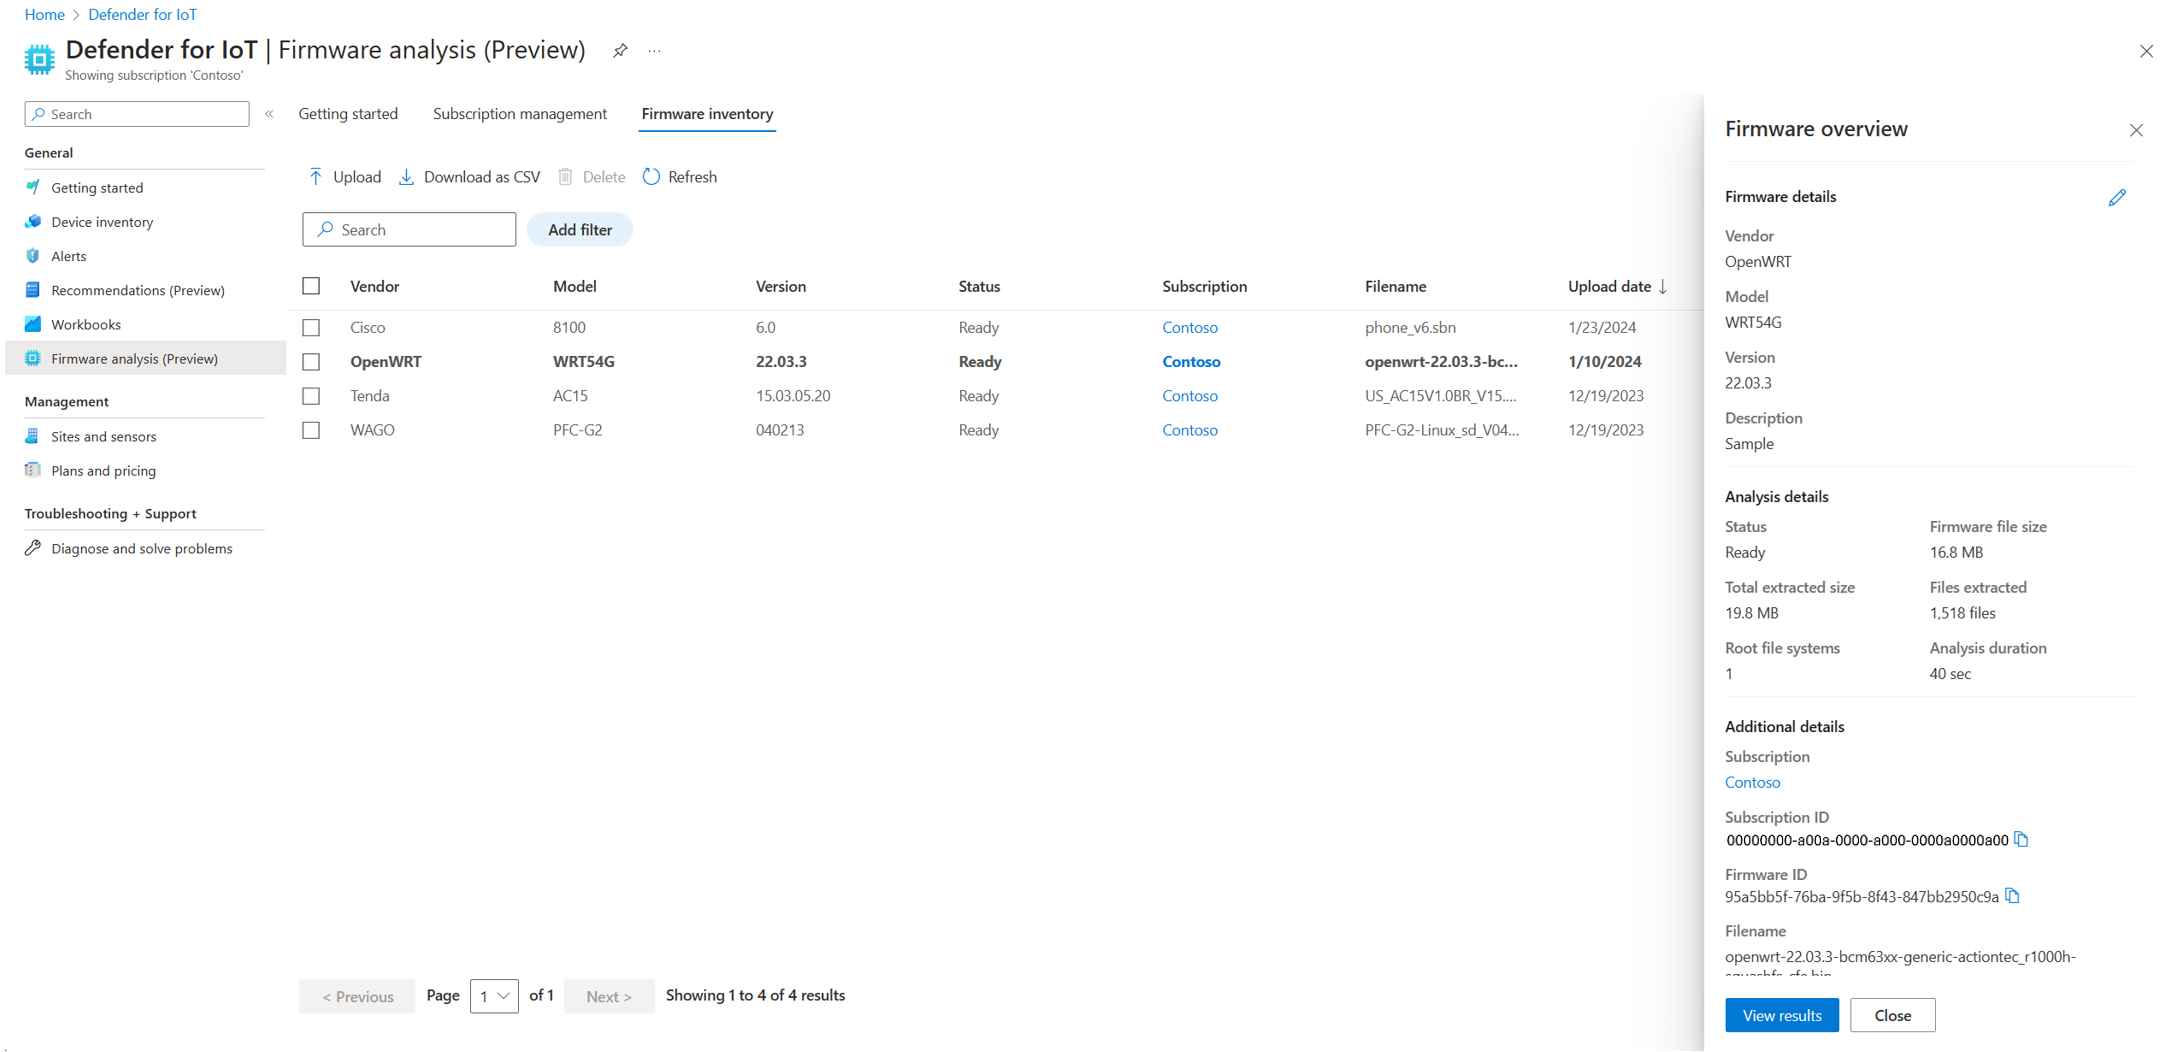 Home > Defender for IoT
Defender for IoT | Firmware analysis (Preview) ...
Showing subscription 'Contoso'
Search «
General
Getting started
Device inventory
Alerts
Recommendations (Preview)
Workbooks
Firmware analysis (Preview)
Management
Sites and sensors
Plans and pricing
Troubleshooting + Support
Diagnose and solve problems
Getting started Subscription management Firmware inventory
Upload Download as CSV Delete Refresh
Search Add filter
Vendor Model Version Status Subscription Filename Upload date ↓
Cisco 8100 6.0 Ready Contoso phone_v6.sbn 1/23/2024
OpenWRT WRT54G 22.03.3 Ready Contoso openwrt-22.03.3-bc... 1/10/2024
Tenda AC15 15.03.05.20 Ready Contoso US_AC15V1.0BR_V15.... 12/19/2023
WAGO PFC-G2 040213 Ready Contoso PFC-G2-Linux_sd_V04... 12/19/2023
< Previous Page 1 of 1 Next > Showing 1 to 4 of 4 results
Firmware overview
Firmware details
Vendor
OpenWRT
Model
WRT54G
Version
22.03.3
Description
Sample
Analysis details
Status Firmware file size
Ready 16.8 MB
Total extracted size Files extracted
19.8 MB 1,518 files
Root file systems Analysis duration
1 40 sec
Additional details
Subscription
Contoso
Subscription ID
00000000-a00a-0000-a000-0000a0000a00
Firmware ID
95a5bb5f-76ba-9f5b-8f43-847bb2950c9a
Filename
openwrt-22.03.3-bcm63xx-generic-actiontec_r1000h-
View results Close